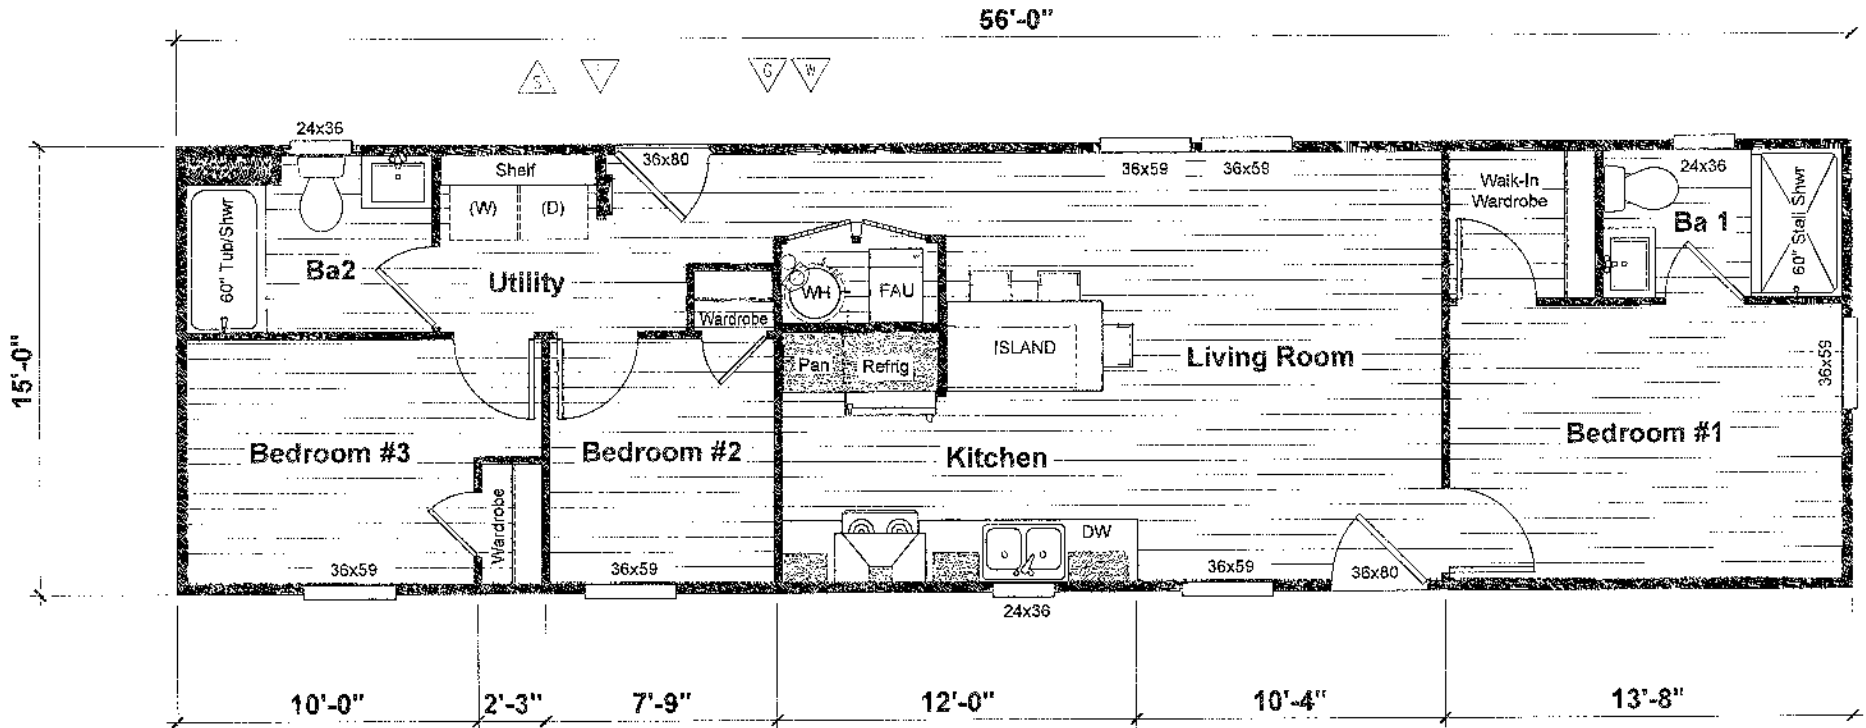 56'-0"
S
G W
24x36
Shelf
36x80
36x59 36x59
24x36
(W) (D)
Walk-In
Wardrobe
60" Tub/Shwr
60" Stall Shwr
Ba 1
Ba2
Utility
WH
FAU
Wardrobe
15'-0"
ISLAND
Living Room
36x59
Pan
Refrig
Bedroom #3
Bedroom #2
Kitchen
Bedroom #1
Wardrobe
DW
36x59
36x59
36x59
36x80
24x36
10'-0" 2'-3" 7'-9" 12'-0" 10'-4" 13'-8"